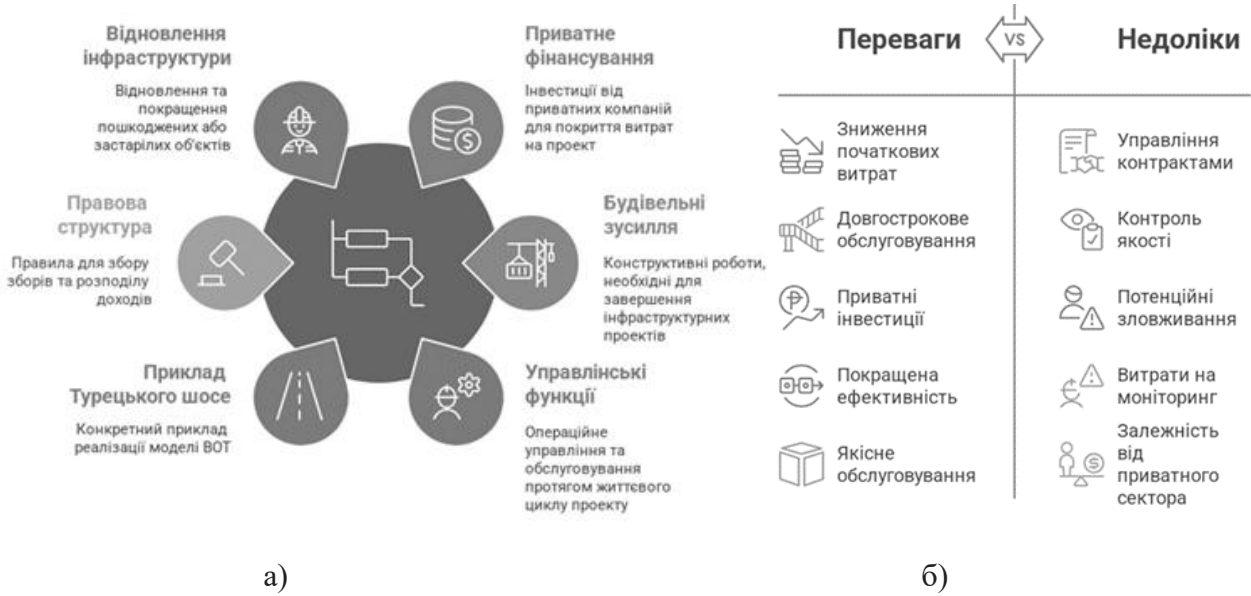 Відновлення
інфраструктури
Відновлення та
покращення
пошкоджених або
застарілих об'єктів
Приватне
фінансування
Інвестиції від
приватних компаній
для покриття витрат
на проект
Правова
структура
Правила для збору
зборів та розподілу
доходів
Будівельні
зусилля
Конструктивні роботи,
необхідні для
завершення
інфраструктурних
проектів
Приклад
Турецького шосе
Конкретний приклад
реалізації моделі BOT
Управлінські
функції
Операційне
управління та
обслуговування
протягом життєвого
циклу проекту
а)
Переваги
VS
Недоліки
Зниження
початкових
витрат
Управління
контрактами
Довгострокове
обслуговування
Контроль
якості
Приватні
інвестиції
Потенційні
зловживання
Покращена
ефективність
Витрати на
моніторинг
Якісне
обслуговування
Залежність
від
приватного
сектора
б)